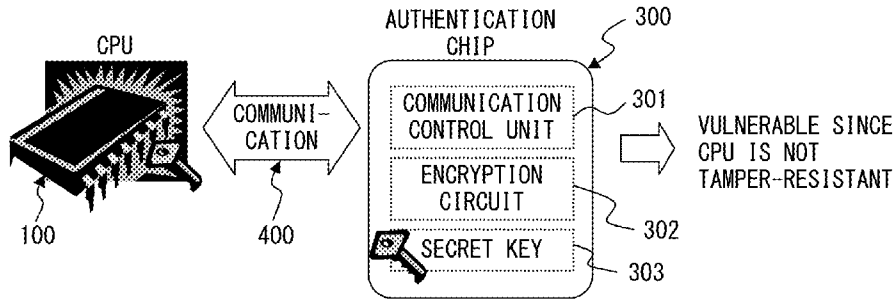 CPU
100
COMMUNI-
CATION
400
AUTHENTICATION
CHIP
300
COMMUNICATION
CONTROL UNIT
301
ENCRYPTION
CIRCUIT
302
SECRET KEY
303
VULNERABLE SINCE
CPU IS NOT
TAMPER-RESISTANT